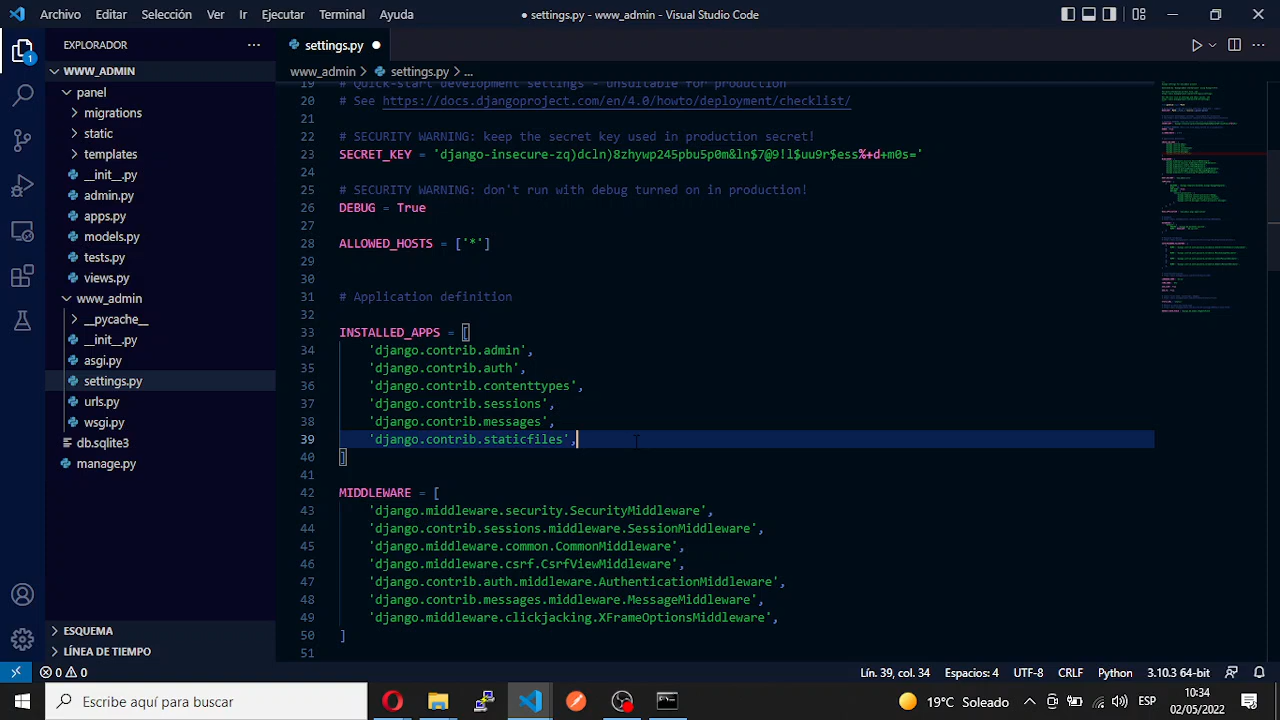 Archivo
Editar
Selección
Ver
Ir
Ejecutar
Terminal
Ayuda
● settings.py - www_admin - Visual Studio Code
EXPLORADOR
WWW_ADMIN
panel
migrations
static
templates
__init__.py
admin.py
apps.py
models.py
tests.py
views.py
www_admin
__pycache__
__init__.py
asgi.py
settings.py
urls.py
wsgi.py
db.sqlite3
manage.py
ESQUEMA
LÍNEA DE TIEMPO
1
settings.py ●
www_admin > settings.py > ...
19 # Quick-start development settings - unsuitable for production
20 # See https://docs.djangoproject.com/en/4.0/howto/deployment/checklist/
21
22 # SECURITY WARNING: keep the secret key used in production secret!
23 SECRET_KEY = 'django-insecure-zq)dcln)8zhywp245pbu5p0m&ln$7@9!l$uu9r$ess%+d+m@s='
24
25 # SECURITY WARNING: don't run with debug turned on in production!
26 DEBUG = True
27
28 ALLOWED_HOSTS = ['*']
29
30
31 # Application definition
32
33 INSTALLED_APPS = [
34 'django.contrib.admin',
35 'django.contrib.auth',
36 'django.contrib.contenttypes',
37 'django.contrib.sessions',
38 'django.contrib.messages',
39 'django.contrib.staticfiles',
40 ]
41
42 MIDDLEWARE = [
43 'django.middleware.security.SecurityMiddleware',
44 'django.contrib.sessions.middleware.SessionMiddleware',
45 'django.middleware.common.CommonMiddleware',
46 'django.middleware.csrf.CsrfViewMiddleware',
47 'django.contrib.auth.middleware.AuthenticationMiddleware',
48 'django.contrib.messages.middleware.MessageMiddleware',
49 'django.middleware.clickjacking.XFrameOptionsMiddleware',
50 ]
51
0 0
Lín. 39, col. 34
Espacios: 4
UTF-8
CRLF
Python
3.10.3 64-bit
Escribe aquí para buscar
22°C Soleado
ESP
10:34
02/05/2022